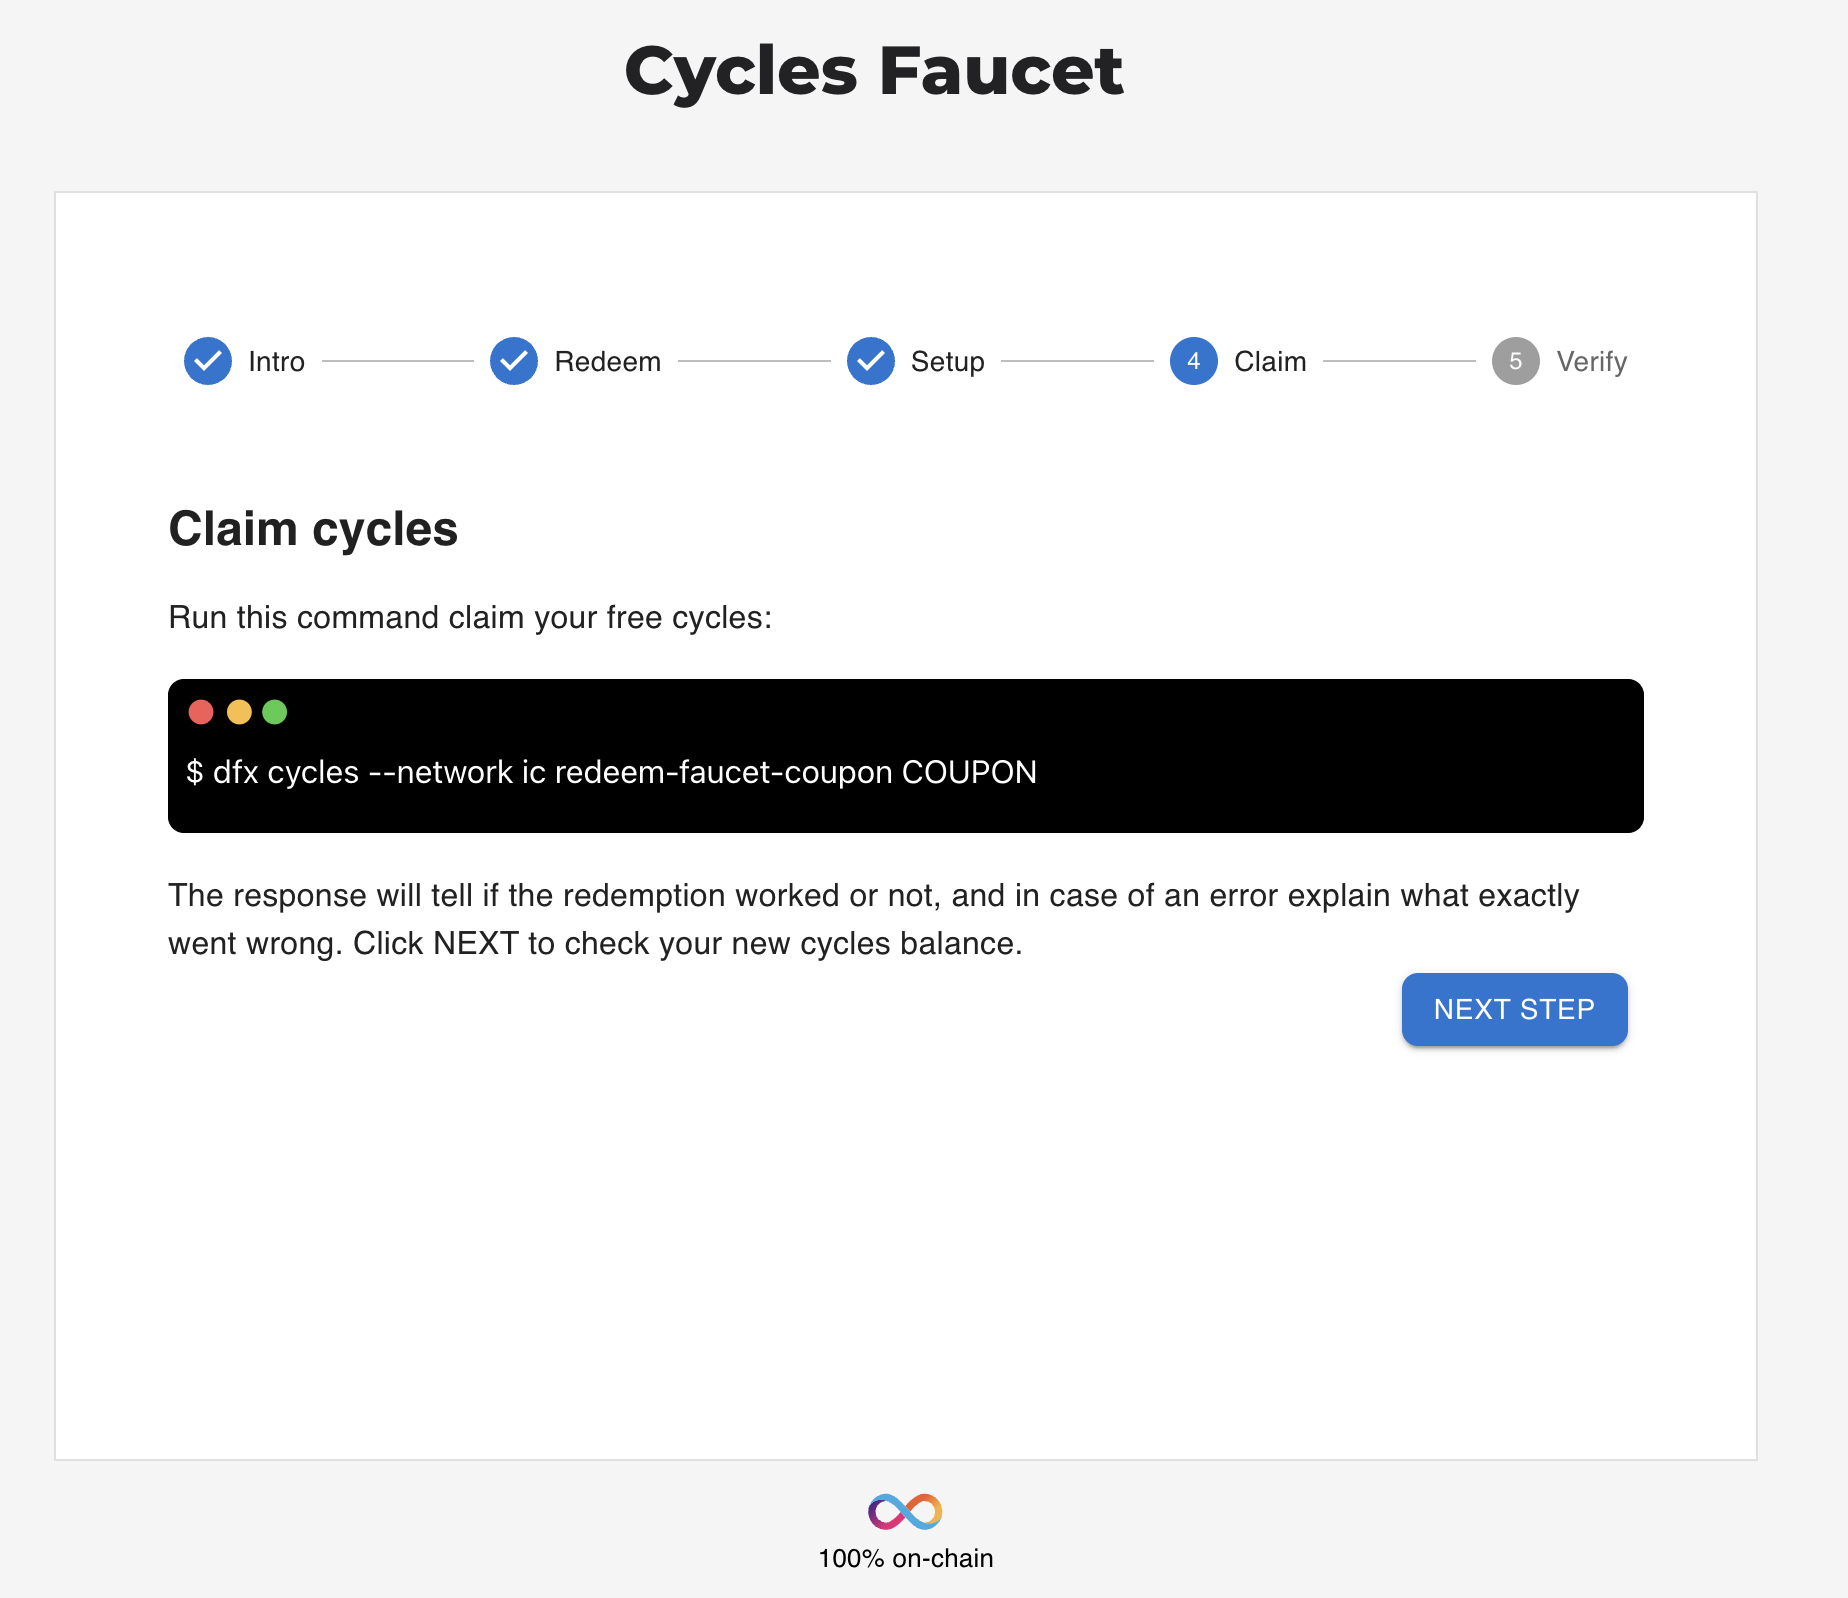 Cycles Faucet
Intro
Redeem
Setup
4 Claim
5 Verify
Claim cycles
Run this command claim your free cycles:
$ dfx cycles --network ic redeem-faucet-coupon COUPON
The response will tell if the redemption worked or not, and in case of an error explain what exactly
went wrong. Click NEXT to check your new cycles balance.
NEXT STEP
100% on-chain